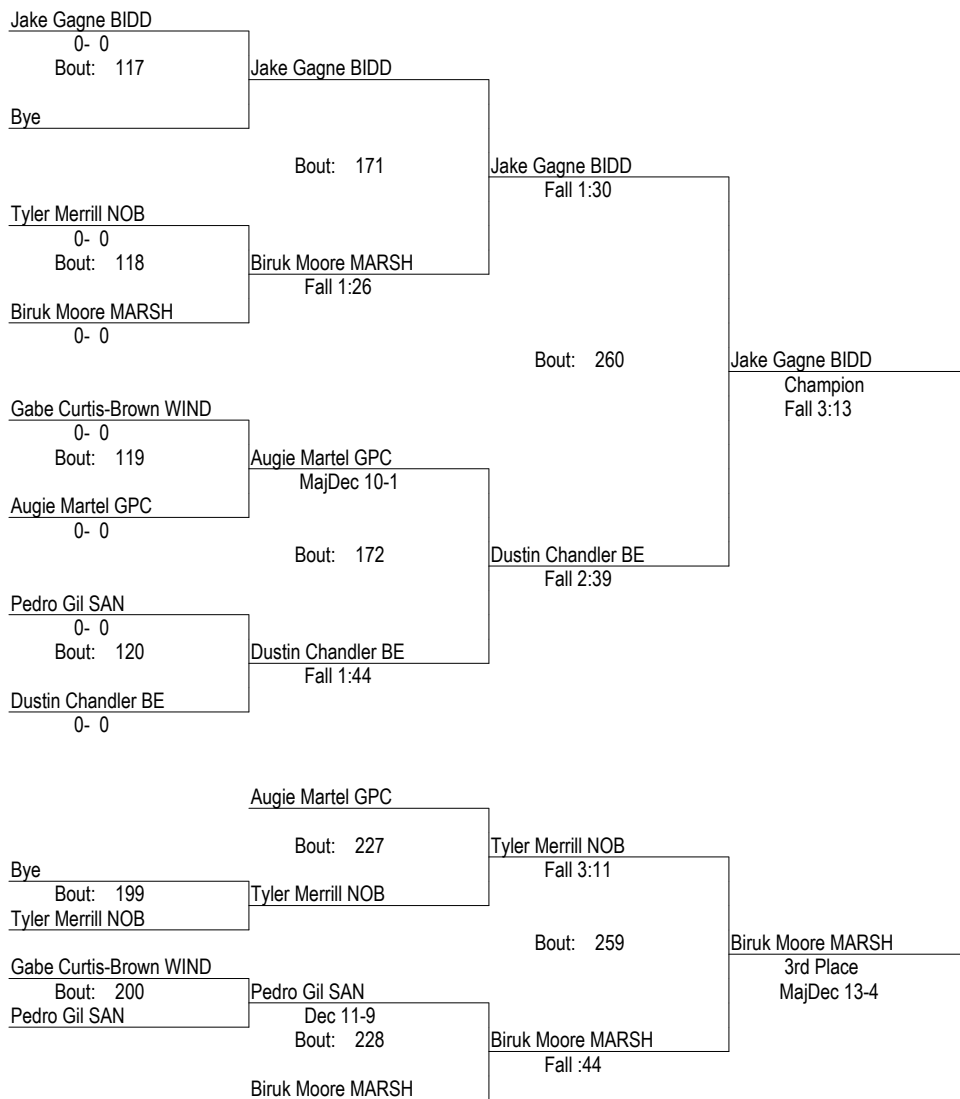 Jake Gagne BIDD
0- 0
Bout: 117
Jake Gagne BIDD
Bye
Bout: 171
Jake Gagne BIDD
Fall 1:30
Tyler Merrill NOB
0- 0
Bout: 118
Biruk Moore MARSH
Fall 1:26
Biruk Moore MARSH
0- 0
Bout: 260
Jake Gagne BIDD
Champion
Fall 3:13
Gabe Curtis-Brown WIND
0- 0
Bout: 119
Augie Martel GPC
MajDec 10-1
Augie Martel GPC
0- 0
Bout: 172
Dustin Chandler BE
Fall 2:39
Pedro Gil SAN
0- 0
Bout: 120
Dustin Chandler BE
Fall 1:44
Dustin Chandler BE
0- 0
Augie Martel GPC
Bout: 227
Tyler Merrill NOB
Fall 3:11
Bye
Bout: 199
Tyler Merrill NOB
Tyler Merrill NOB
Bout: 259
Biruk Moore MARSH
3rd Place
MajDec 13-4
Gabe Curtis-Brown WIND
Bout: 200
Pedro Gil SAN
Pedro Gil SAN
Dec 11-9
Bout: 228
Biruk Moore MARSH
Fall :44
Biruk Moore MARSH